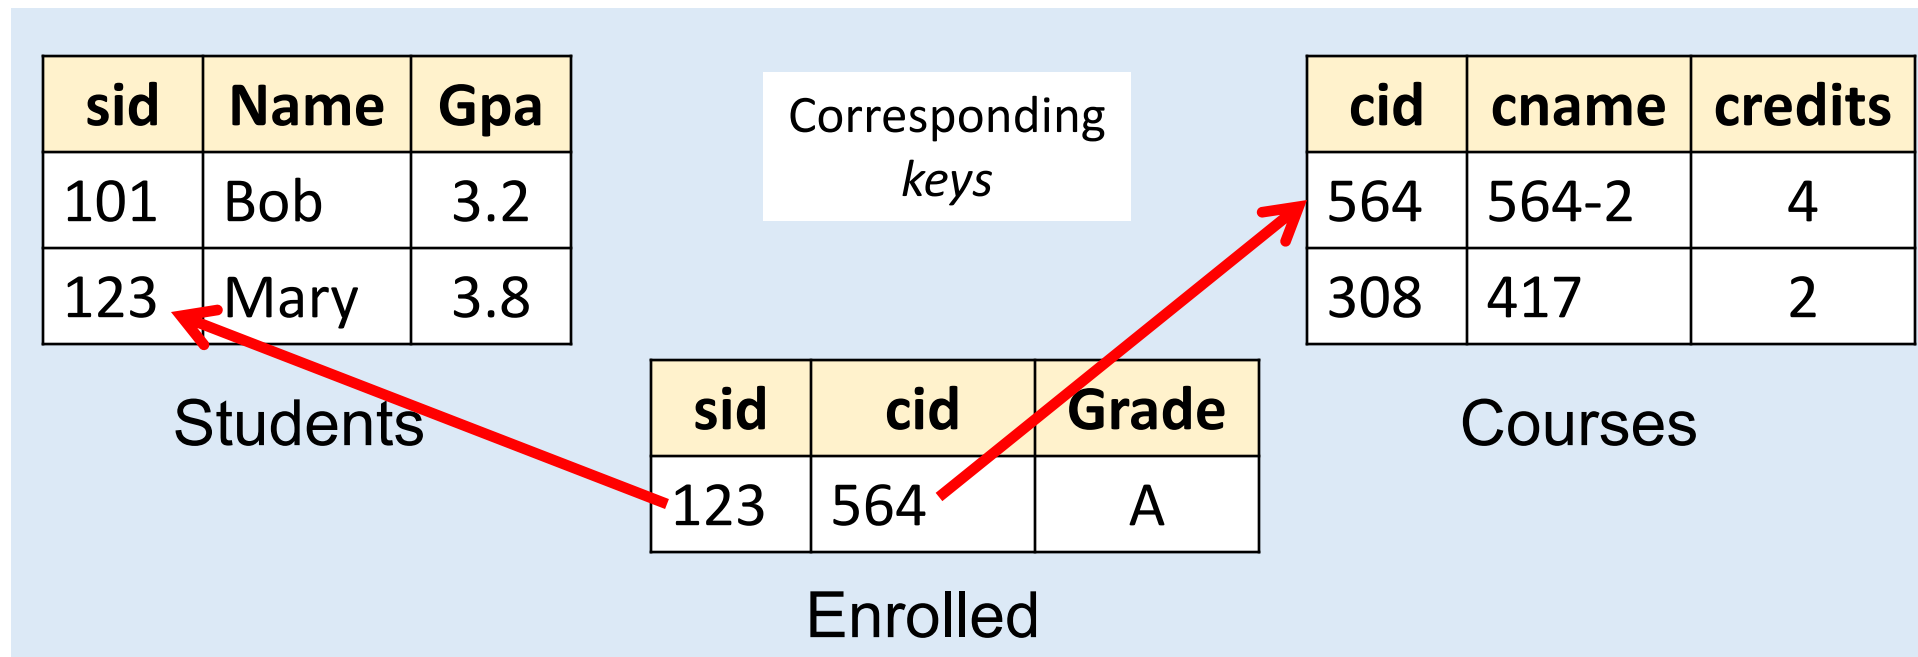 sid Name Gpa
101 Bob 3.2
123 Mary 3.8
Students
Corresponding
keys
cid cname credits
564 564-2 4
308 417 2
Courses
sid cid Grade
123 564 A
Enrolled